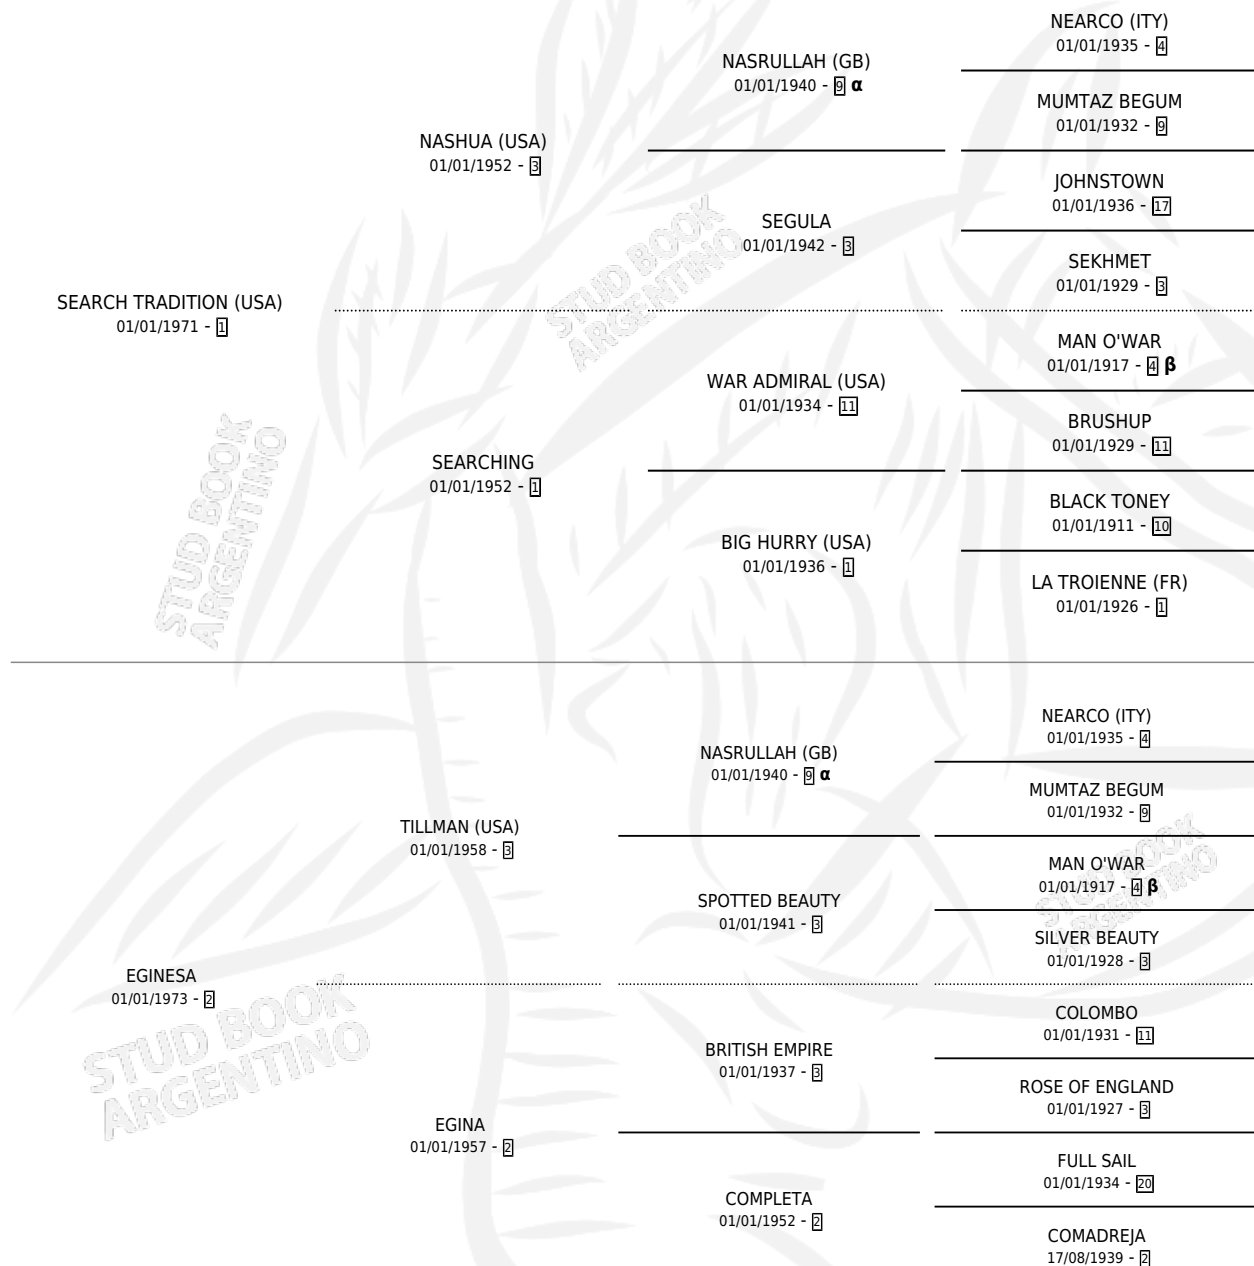 NEARCO (ITY)
01/01/1935 - 4
NASRULLAH (GB)
01/01/1940 - 9 α
MUMTAZ BEGUM
01/01/1932 - 9
NASHUA (USA)
01/01/1952 - 3
JOHNSTOWN
01/01/1936 - 17
SEGULA
01/01/1942 - 3
SEKHMET
01/01/1929 - 3
SEARCH TRADITION (USA)
01/01/1971 - 1
MAN O'WAR
01/01/1917 - 4 β
WAR ADMIRAL (USA)
01/01/1934 - 11
BRUSHUP
01/01/1929 - 11
SEARCHING
01/01/1952 - 1
BLACK TONEY
01/01/1911 - 10
BIG HURRY (USA)
01/01/1936 - 1
LA TROIENNE (FR)
01/01/1926 - 1
STUD BOOK
ARGENTINO
STUD BOOK
ARGENTINO
NEARCO (ITY)
01/01/1935 - 4
NASRULLAH (GB)
01/01/1940 - 9 α
MUMTAZ BEGUM
01/01/1932 - 9
TILLMAN (USA)
01/01/1958 - 3
MAN O'WAR
01/01/1917 - 4 β
SPOTTED BEAUTY
01/01/1941 - 3
SILVER BEAUTY
01/01/1928 - 3
EGINESA
01/01/1973 - 2
COLOMBO
01/01/1931 - 11
BRITISH EMPIRE
01/01/1937 - 3
ROSE OF ENGLAND
01/01/1927 - 3
EGINA
01/01/1957 - 2
FULL SAIL
01/01/1934 - 20
COMPLETA
01/01/1952 - 2
COMADREJA
17/08/1939 - 2
STUD BOOK
ARGENTINO
STUD BOOK
ARGENTINO